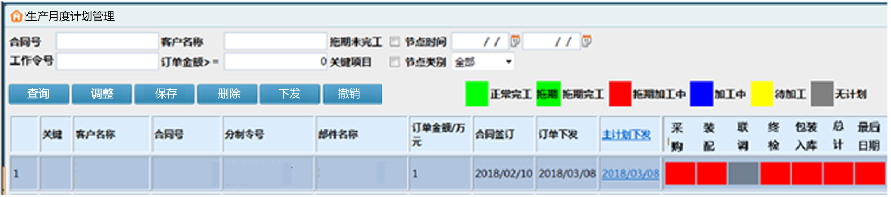 生产月度计划管理
合同号 客户名称 拖期未完工 节点时间 / / / /
工作令号 订单金额>= 0 关键项目 节点类别 全部
查询 调整 保存 删除 下发 撤销 正常完工 拖期 拖期完工 拖期加工中 加工中 待加工 无计划
关键 客户名称 合同号 分制令号 部件名称 订单金额/万元 合同签订 订单下发 主计划下发 采购 装配 联调 终检 包装入库 总计 最后日期
1 1 2018/02/10 2018/03/08 2018/03/08